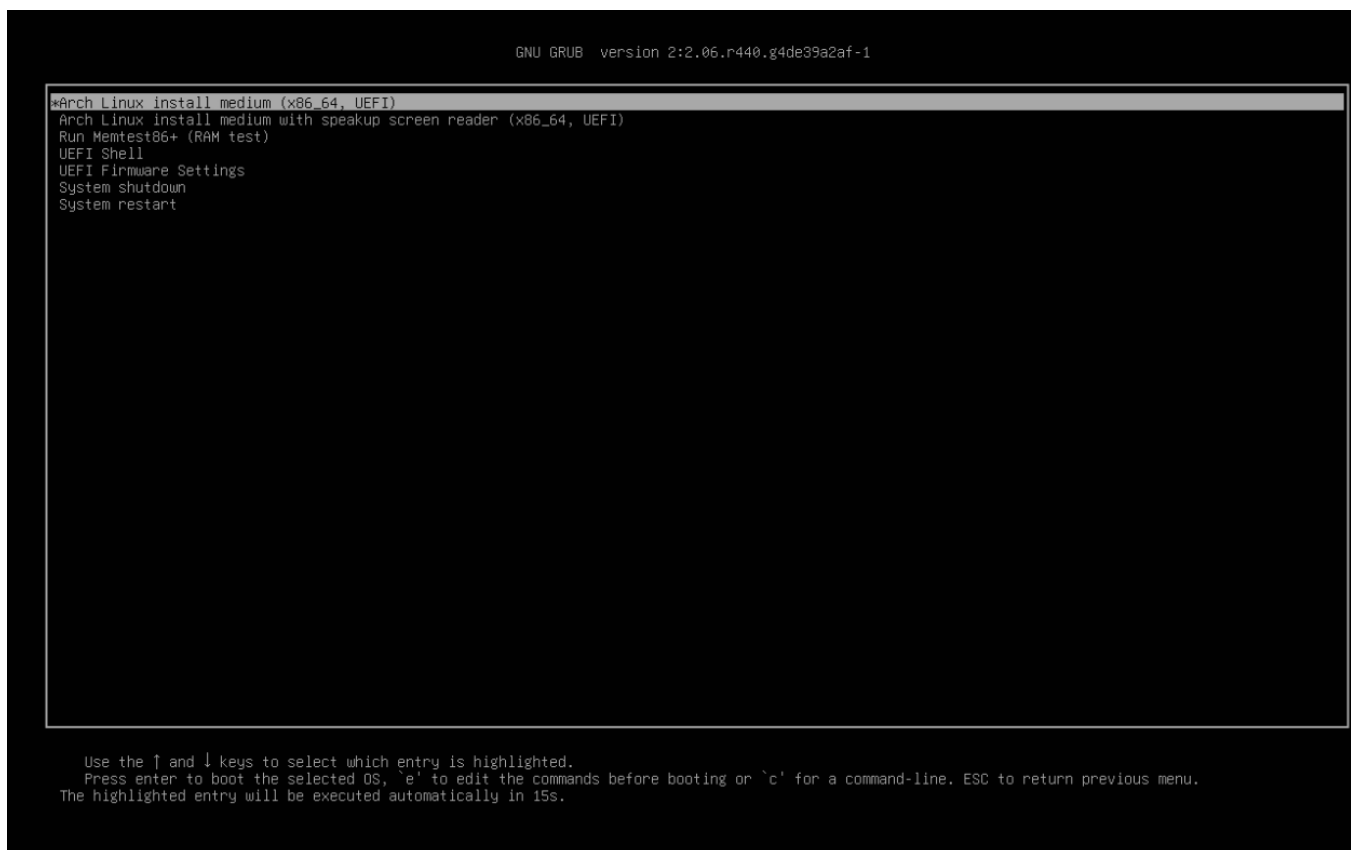 GNU GRUB version 2:2.06.r440.g4de39a2af-1
*Arch Linux install medium (x86_64, UEFI)
Arch Linux install medium with speakup screen reader (x86_64, UEFI)
Run Memtest86+ (RAM test)
UEFI Shell
UEFI Firmware Settings
System shutdown
System restart
Use the ↑ and ↓ keys to select which entry is highlighted.
Press enter to boot the selected OS, `e' to edit the commands before booting or `c' for a command-line. ESC to return previous menu.
The highlighted entry will be executed automatically in 15s.